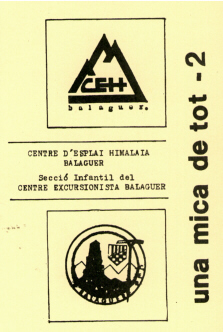 CEH
balaguer.
CENTRE D'ESPLAI HIMALAIA
BALAGUER
Secció Infantil del
CENTRE EXCURSIONISTA BALAGUER
BALAGUER
una mica de tot - 2